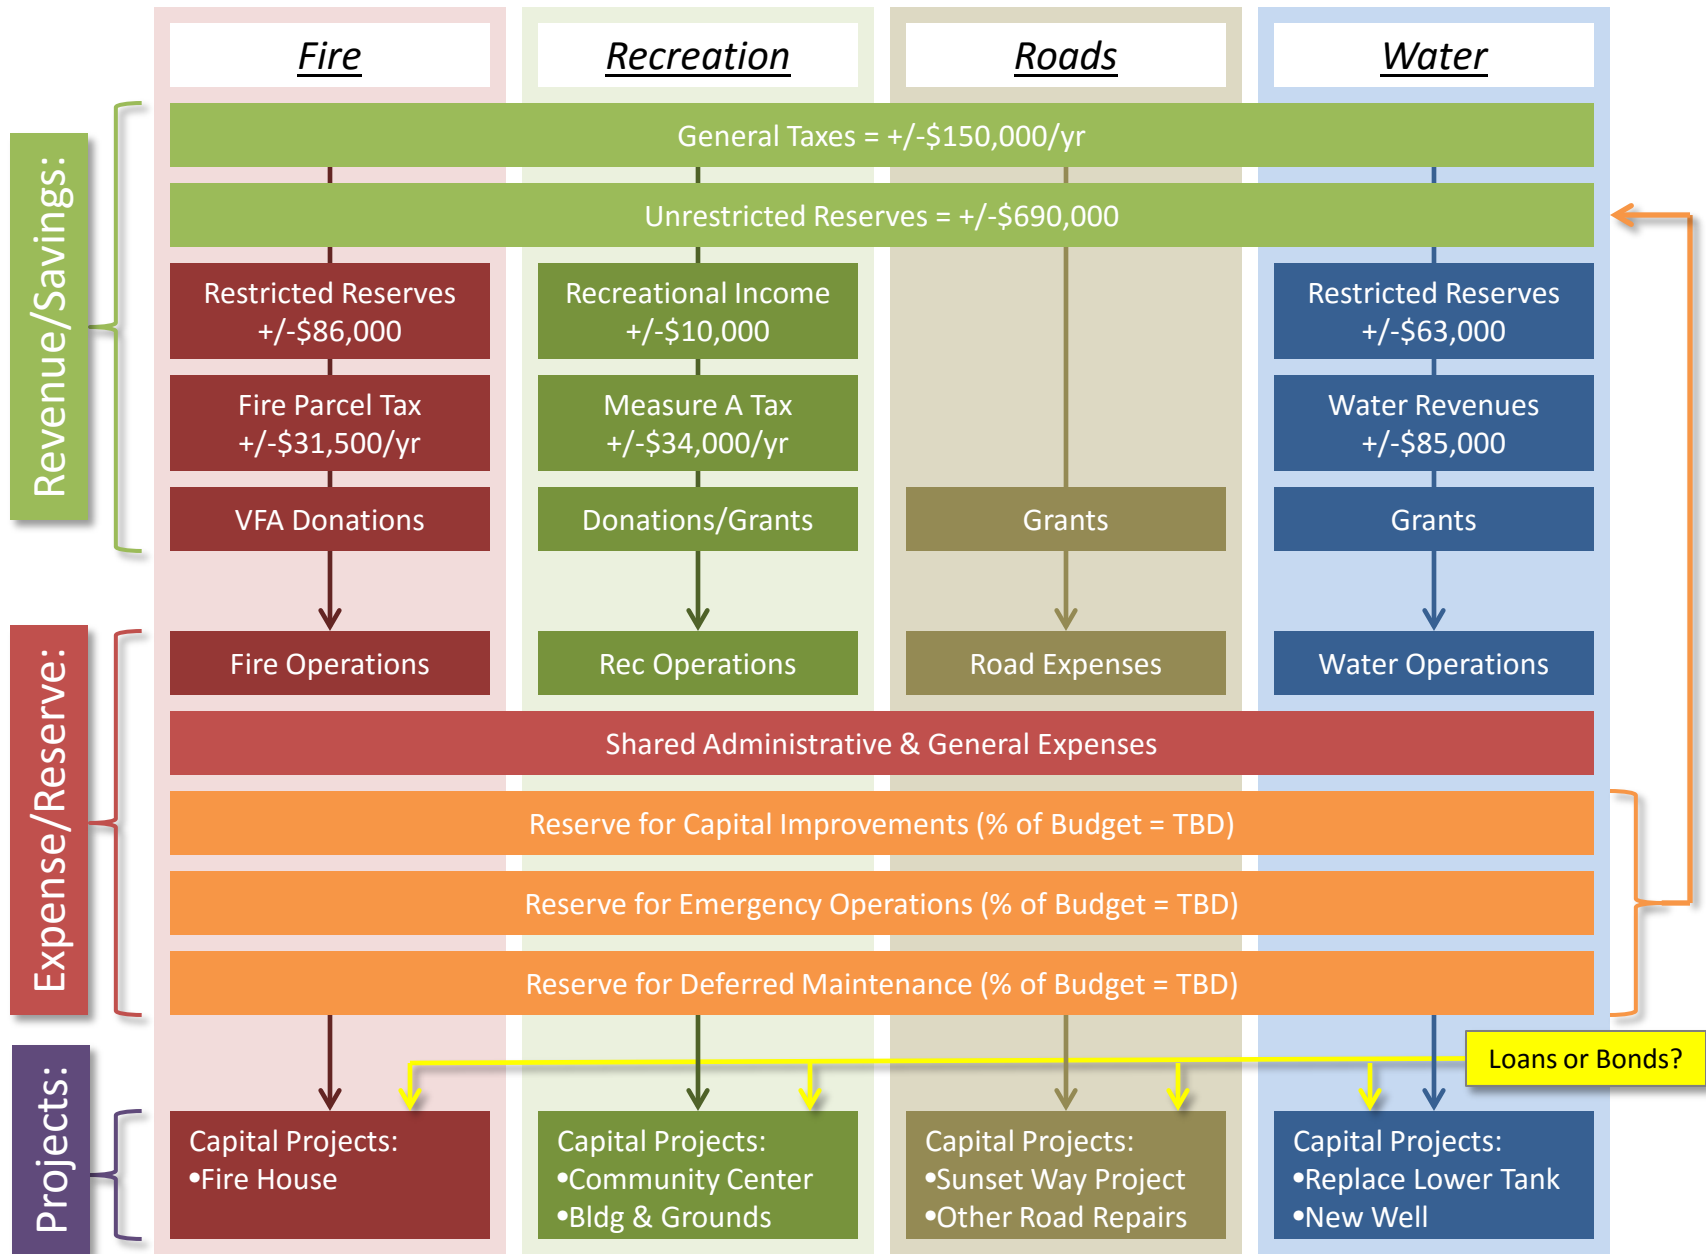 Fire
Recreation
Roads
Water
Revenue/Savings:
General Taxes = +/-$150,000/yr
Unrestricted Reserves = +/-$690,000
Restricted Reserves
+/-$86,000
Recreational Income
+/-$10,000
Restricted Reserves
+/-$63,000
Fire Parcel Tax
+/-$31,500/yr
Measure A Tax
+/-$34,000/yr
Water Revenues
+/-$85,000
VFA Donations
Donations/Grants
Grants
Grants
Expense/Reserve:
Fire Operations
Rec Operations
Road Expenses
Water Operations
Shared Administrative & General Expenses
Reserve for Capital Improvements (% of Budget = TBD)
Reserve for Emergency Operations (% of Budget = TBD)
Reserve for Deferred Maintenance (% of Budget = TBD)
Loans or Bonds?
Projects:
Capital Projects:
•Fire House
Capital Projects:
•Community Center
•Bldg & Grounds
Capital Projects:
•Sunset Way Project
•Other Road Repairs
Capital Projects:
•Replace Lower Tank
•New Well